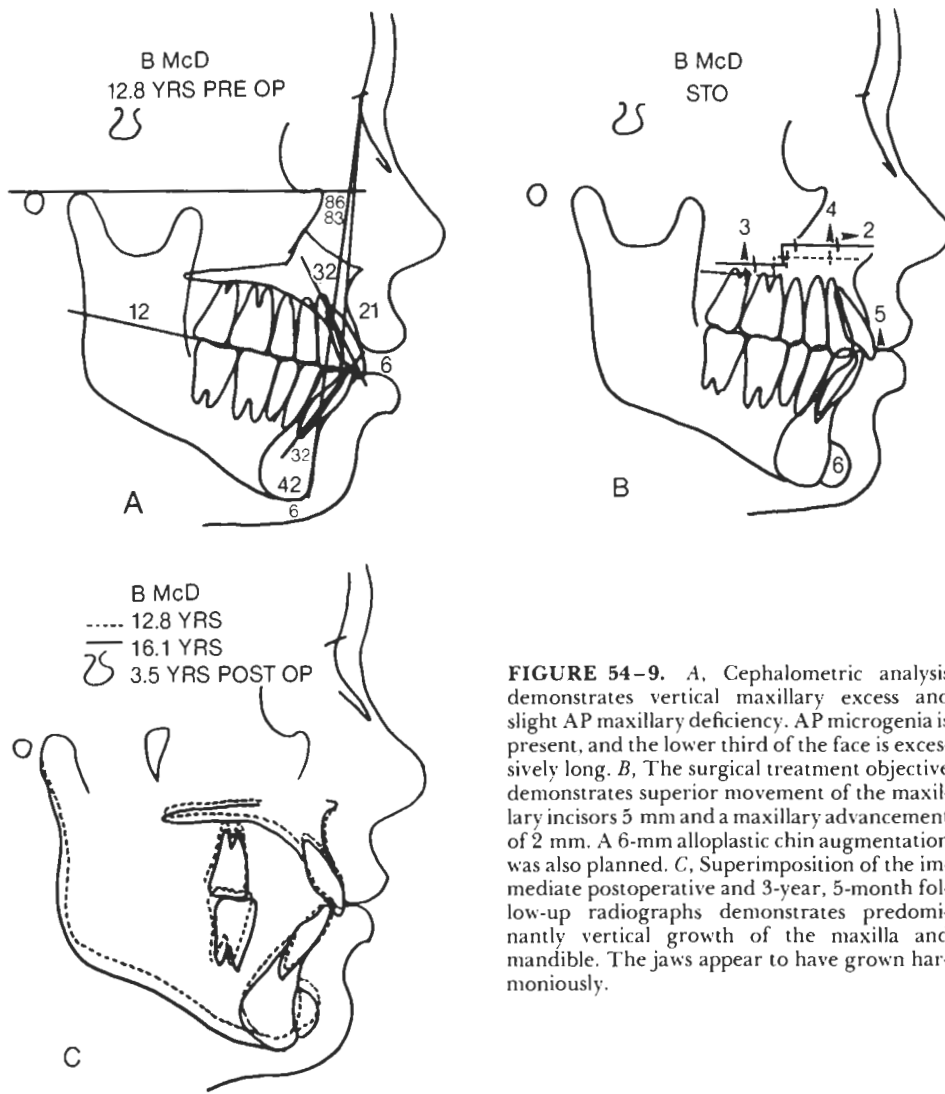 B McD
12.8 YRS PRE OP
86
83
32
12
21
6
32
42
6
A
B McD
STO
4
3
2
5
6
B
B McD
12.8 YRS
16.1 YRS
3.5 YRS POST OP
C
FIGURE 54–9. A, Cephalometric analysis
demonstrates vertical maxillary excess and
slight AP maxillary deficiency. AP microgenia is
present, and the lower third of the face is exces-
sively long. B, The surgical treatment objective
demonstrates superior movement of the maxil-
lary incisors 5 mm and a maxillary advancement
of 2 mm. A 6-mm alloplastic chin augmentation
was also planned. C, Superimposition of the im-
mediate postoperative and 3-year, 5-month fol-
low-up radiographs demonstrates predomi-
nantly vertical growth of the maxilla and
mandible. The jaws appear to have grown har-
moniously.